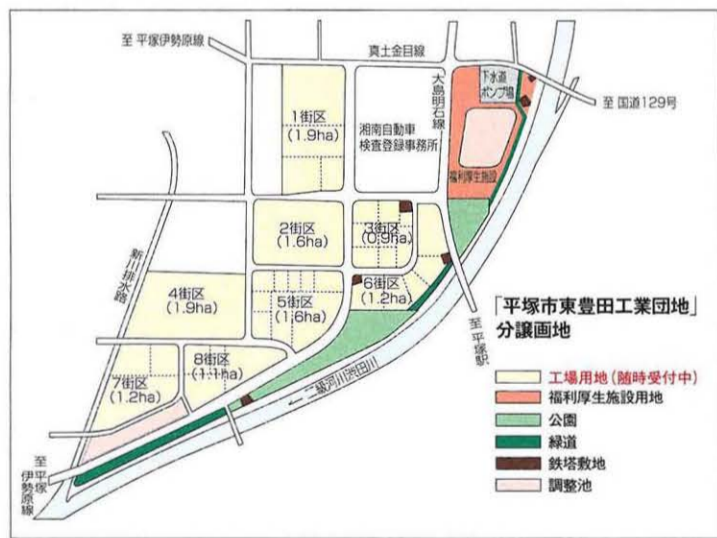 至 平塚伊勢原線
真土金目線
大島明石線
下水道
ポンプ場
至 国道129号
1街区
(1.9ha)
湘南自動車
検査登録事務所
福利厚生施設
2街区
(1.6ha)
3街区
(0.9ha)
新川排水路
4街区
(1.9ha)
5街区
(1.6ha)
6街区
(1.2ha)
7街区
(1.2ha)
8街区
(1.1ha)
至 平塚駅
←二級河川渋田川
至 平塚
伊勢原線
「平塚市東豊田工業団地」
分譲画地
工場用地(随時受付中)
福利厚生施設用地
公園
緑道
鉄塔敷地
調整池